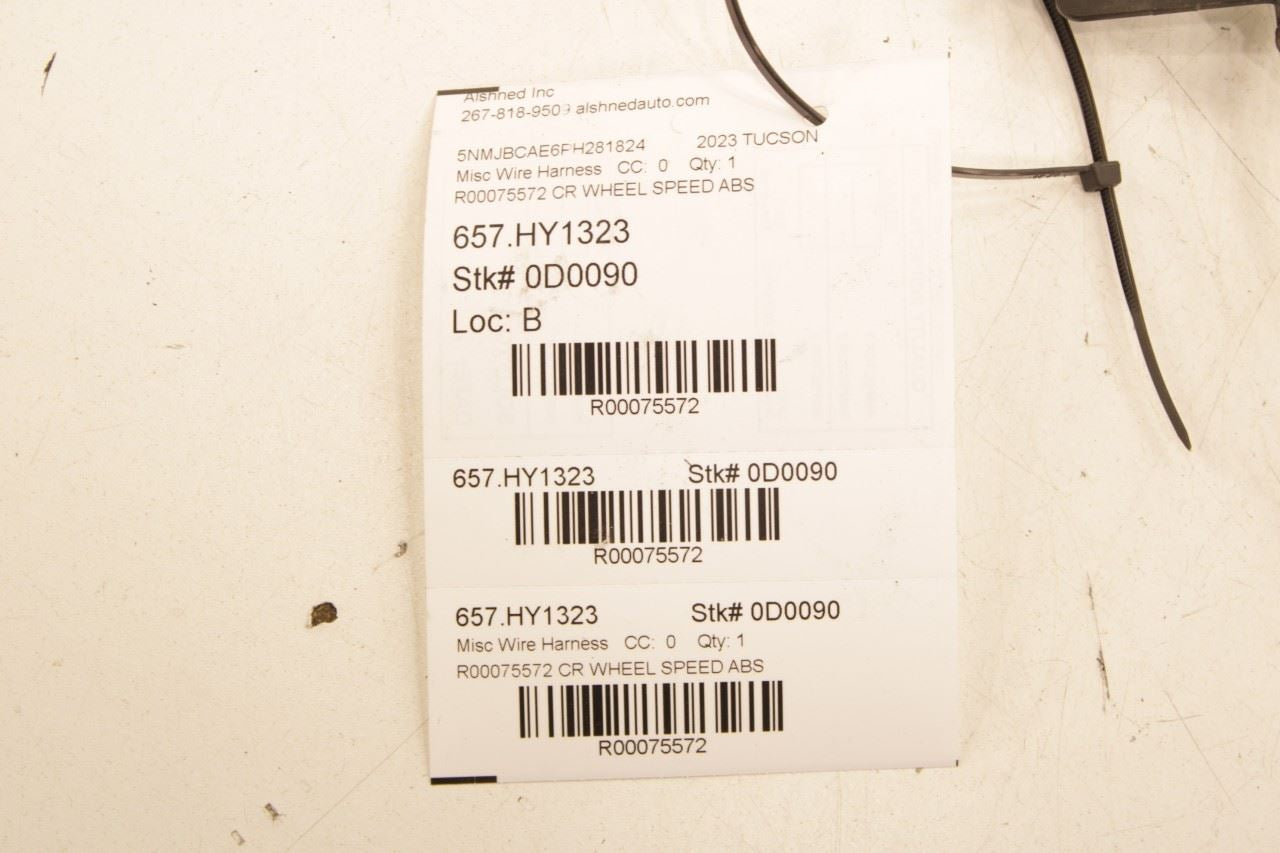 Alshned Inc
267-818-9509 alshnedauto.com
5NMJBCAE6PH281824 2023 TUCSON
Misc Wire Harness CC: 0 Qty: 1
R00075572 CR WHEEL SPEED ABS
657.HY1323
Stk# 0D0090
Loc: B
R00075572
657.HY1323 Stk# 0D0090
R00075572
657.HY1323 Stk# 0D0090
Misc Wire Harness CC: 0 Qty: 1
R00075572 CR WHEEL SPEED ABS
R00075572